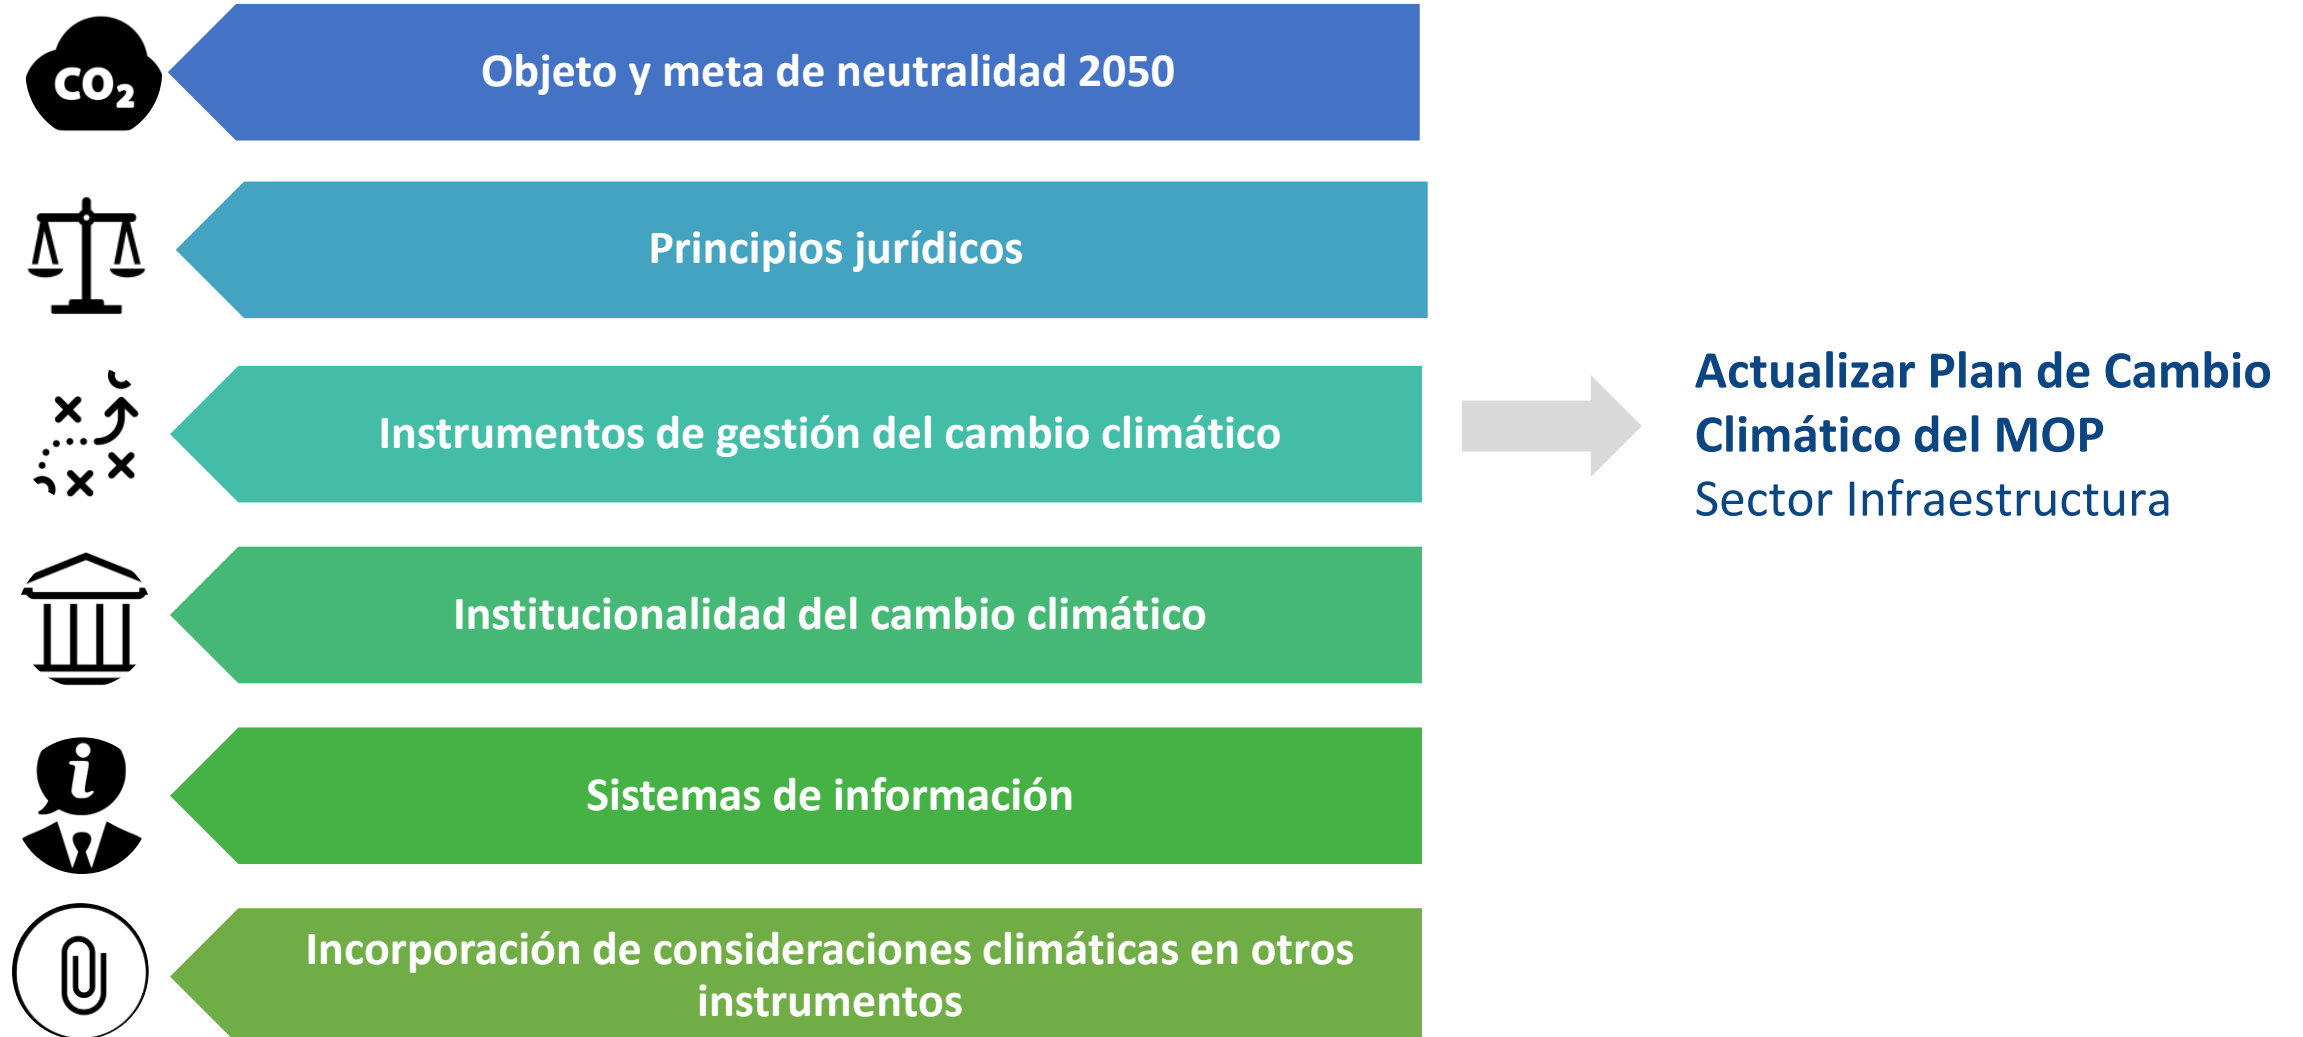 CO₂
Objeto y meta de neutralidad 2050
Principios jurídicos
Instrumentos de gestión del cambio climático
Actualizar Plan de Cambio
Climático del MOP
Sector Infraestructura
Institucionalidad del cambio climático
i
Sistemas de información
Incorporación de consideraciones climáticas en otros
instrumentos